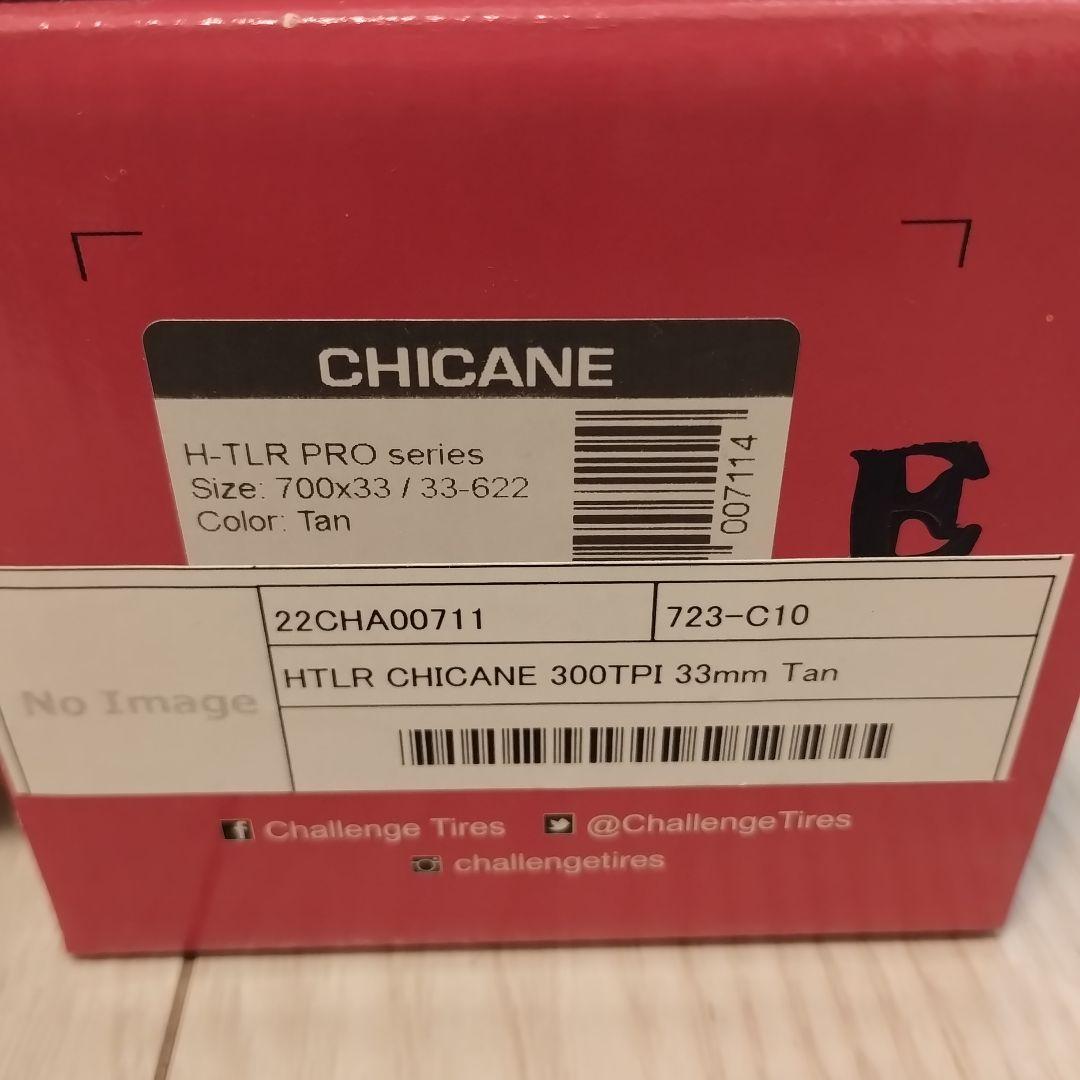 CHICANE
H-TLR PRO series
Size: 700x33 / 33-622
Color: Tan
007114
E
22CHA00711
723-C10
HTLR CHICANE 300TPI 33mm Tan
No Image
Challenge Tires @ChallengeTires
challengetires